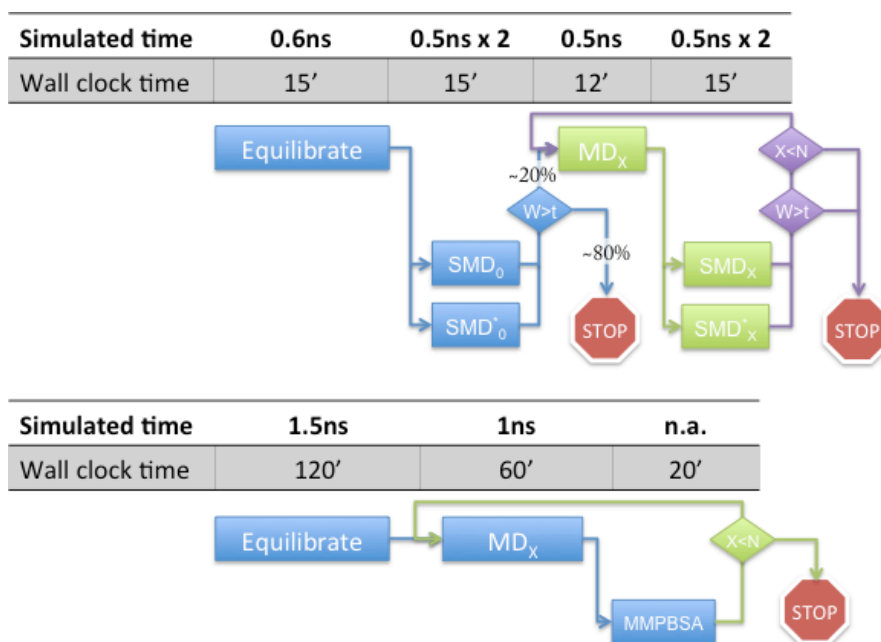 Simulated time 0.6ns 0.5ns x 2 0.5ns 0.5ns x 2
Wall clock time 15’ 15’ 12’ 15’
Equilibrate MDX X<N
~20%
W>t W>t
~80%
SMD0 SMDX
SMD*0 STOP SMD*X STOP
Simulated time 1.5ns 1ns n.a.
Wall clock time 120’ 60’ 20’
Equilibrate MDX X<N
MMPBSA STOP